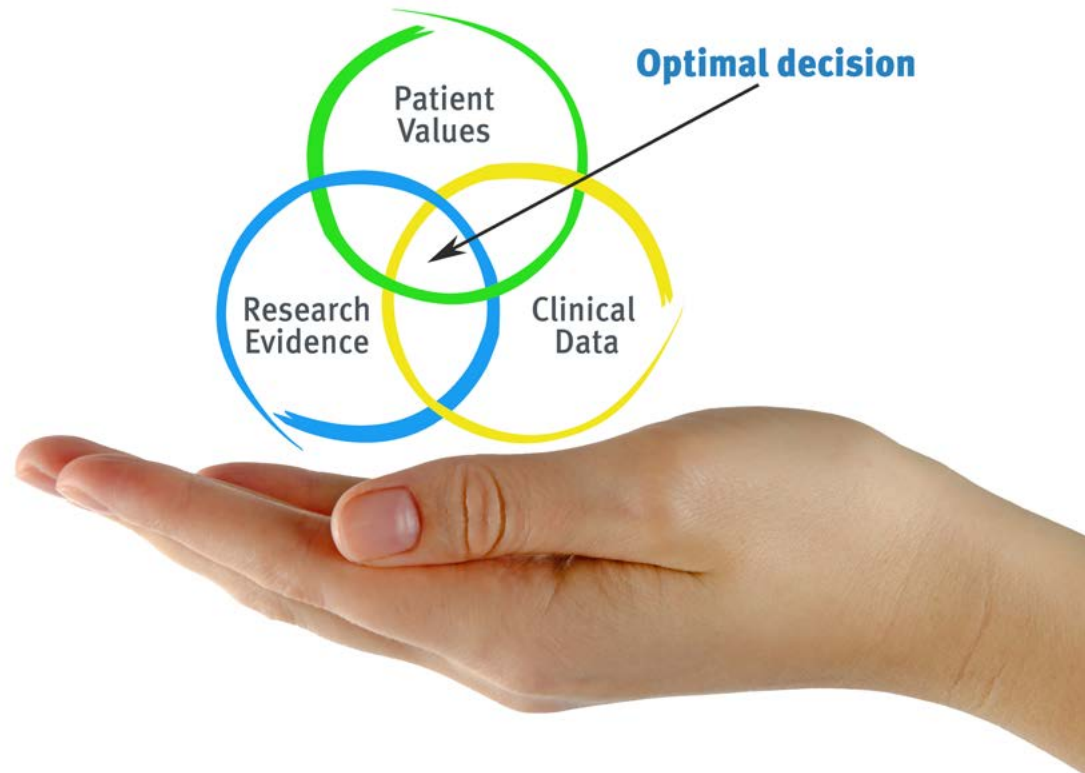 Optimal decision
Patient
Values
Research
Evidence
Clinical
Data